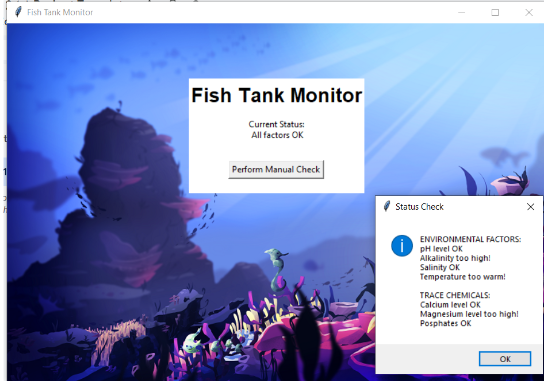 Fish Tank Monitor
Fish Tank Monitor
Current Status:
All factors OK
Perform Manual Check
Status Check
ENVIRONMENTAL FACTORS:
pH level OK
Alkalinity too high!
Salinity OK
Temperature too warm!
TRACE CHEMICALS:
Calcium level OK
Magnesium level too high!
Posphates OK
OK